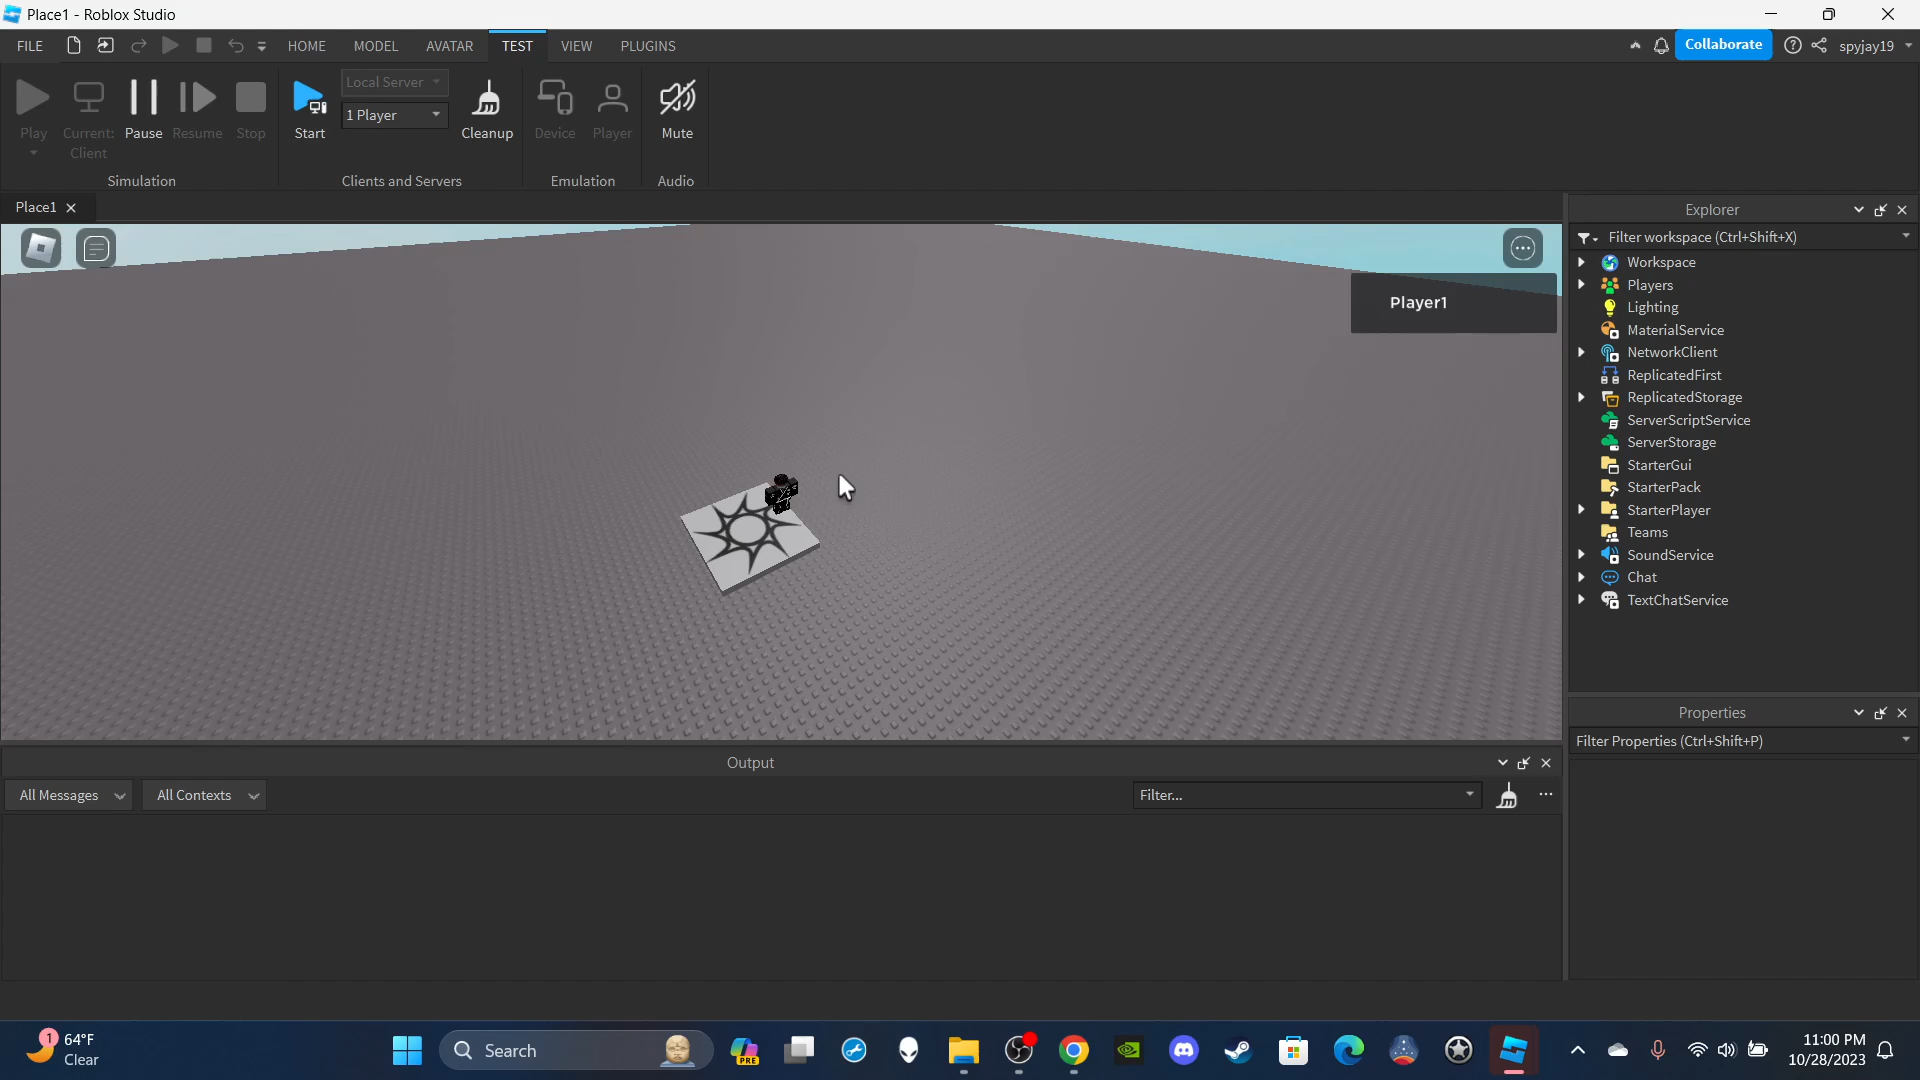 Place1 - Roblox Studio
FILE HOME MODEL AVATAR TEST VIEW PLUGINS Collaborate spyjay19
Play Current: Client Pause Resume Stop
Simulation
Start Local Server 1 Player Cleanup
Clients and Servers
Device Player
Emulation
Mute
Audio
Place1
Player1
Explorer
Filter workspace (Ctrl+Shift+X)
Workspace
Players
Lighting
MaterialService
NetworkClient
ReplicatedFirst
ReplicatedStorage
ServerScriptService
ServerStorage
StarterGui
StarterPack
StarterPlayer
Teams
SoundService
Chat
TextChatService
Properties
Filter Properties (Ctrl+Shift+P)
Output
All Messages All Contexts Filter...
1 64°F
Clear
Search
PRE
11:00 PM
10/28/2023